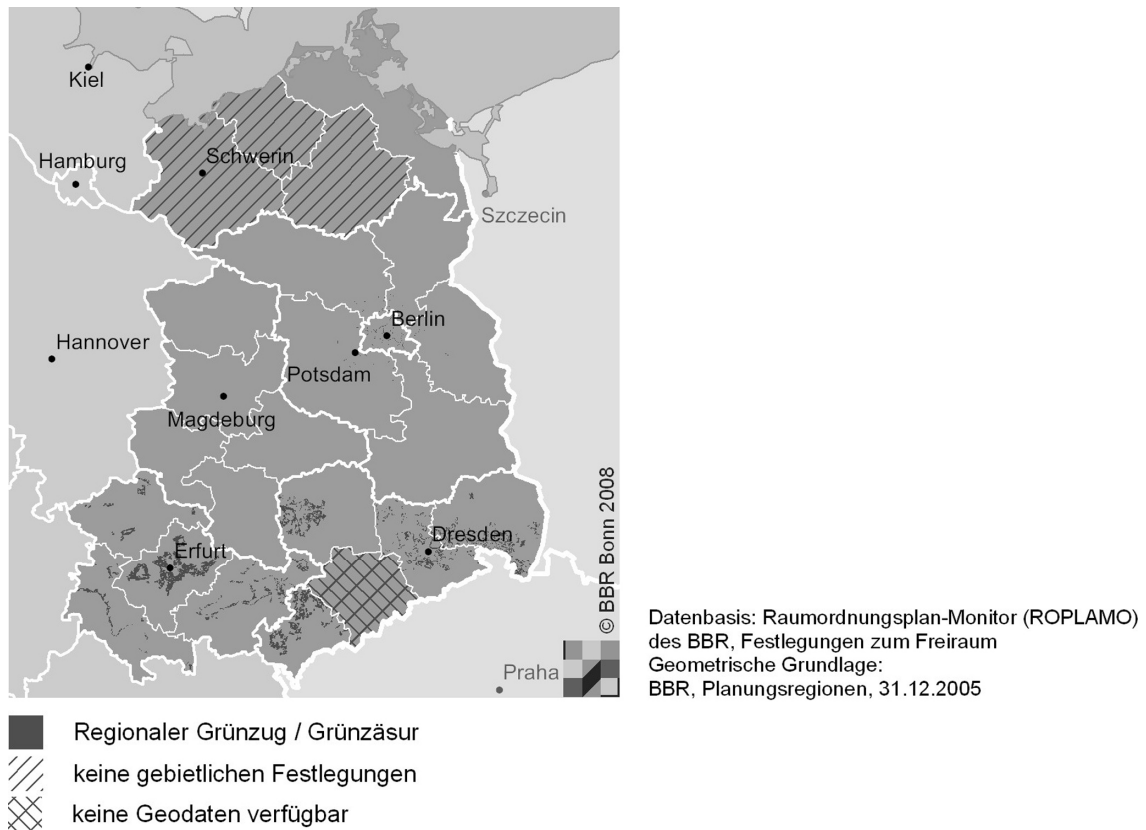 Kiel
Hamburg
Schwerin
Szczecin
Berlin
Hannover
Potsdam
Magdeburg
Dresden
Erfurt
Praha
© BBR Bonn 2008
Datenbasis: Raumordnungsplan-Monitor (ROPLAMO)
des BBR, Festlegungen zum Freiraum
Geometrische Grundlage:
BBR, Planungsregionen, 31.12.2005
Regionaler Grünzug / Grünzäsur
keine gebietlichen Festlegungen
keine Geodaten verfügbar